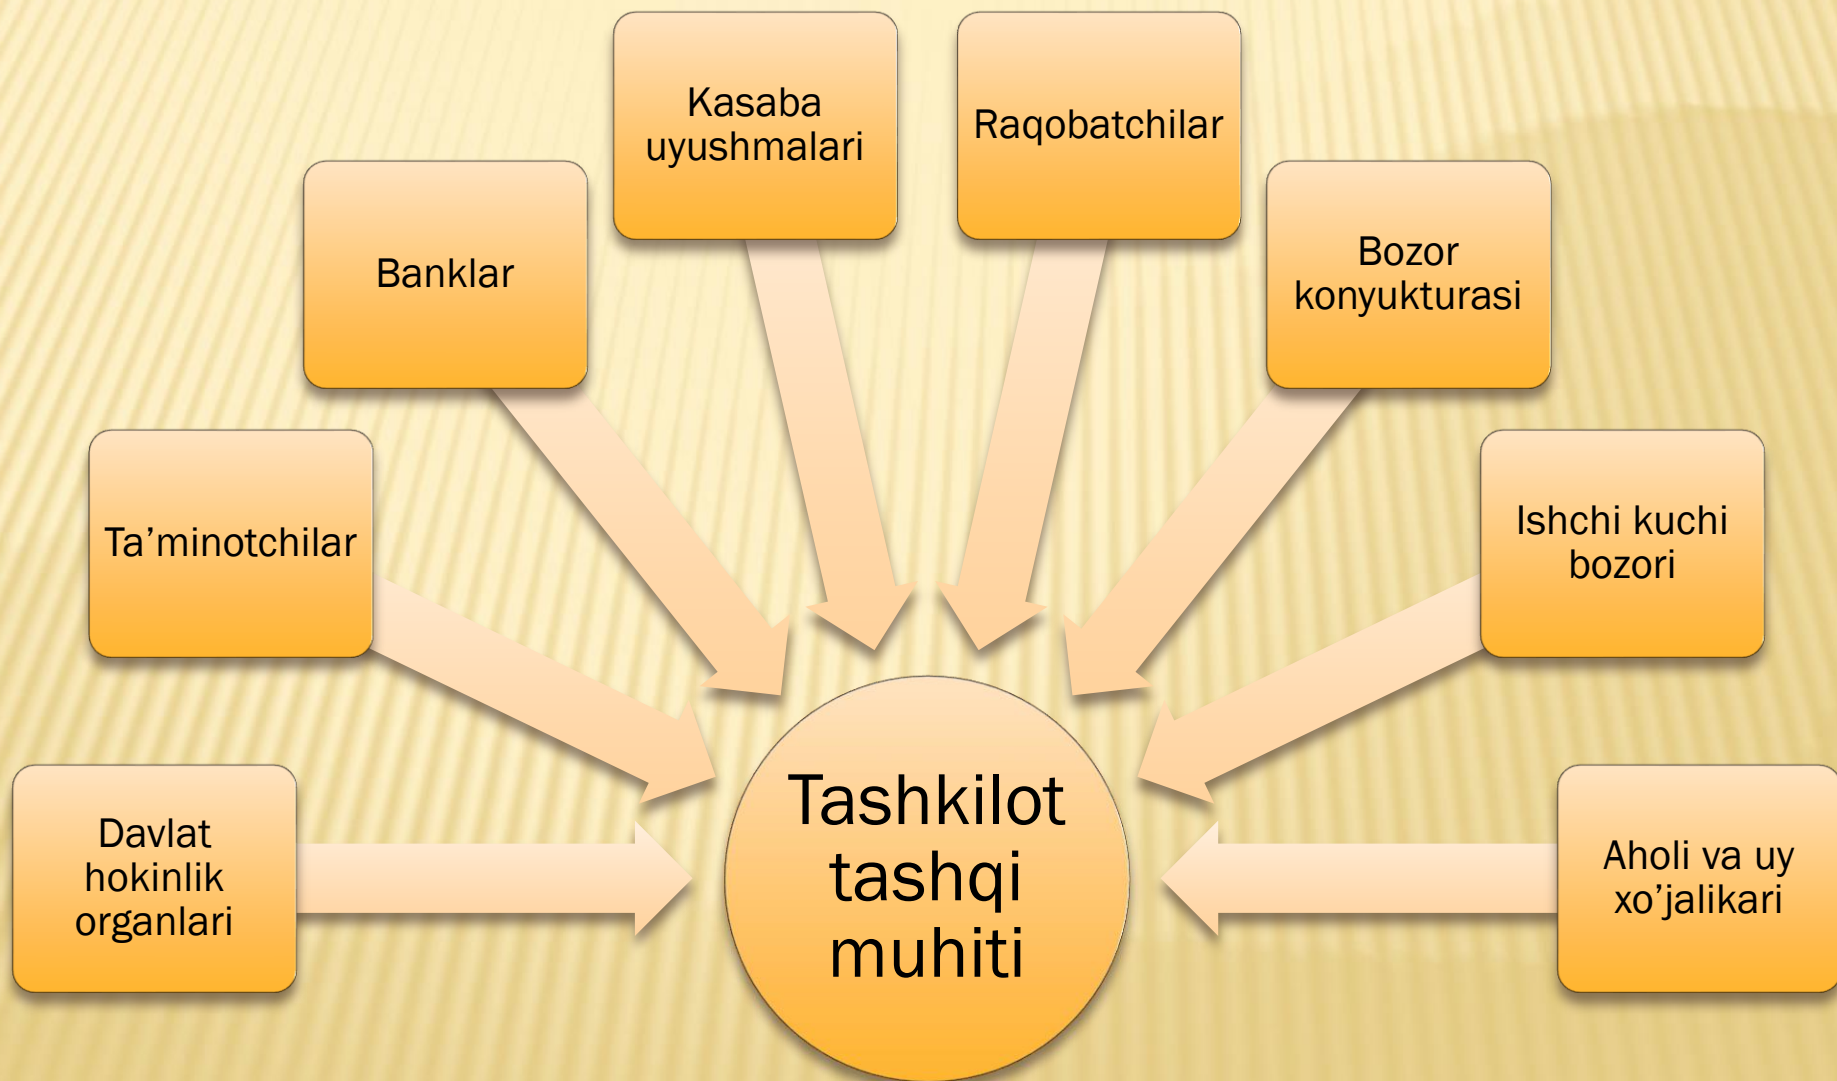 Kasaba
uyushmalari
Raqobatchilar
Banklar
Bozor
konyukturasi
Ta’minotchilar
Ishchi kuchi
bozori
Davlat
hokinlik
organlari
Tashkilot
tashqi
muhiti
Aholi va uy
xo’jalikari